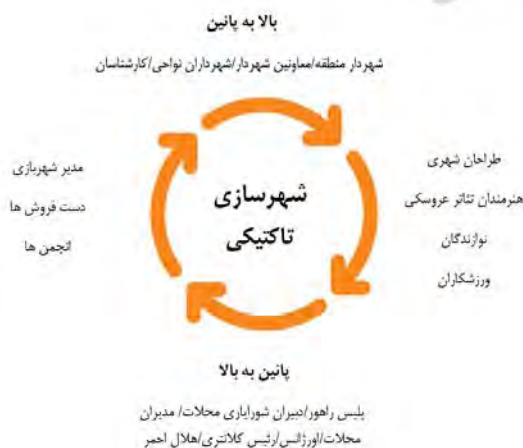 بالا به پائین
شهردار منطقه/معاونین شهردار/شهرداران نواحی/کارشناسان
طراحان شهری
هنرمندان تئاتر عروسکی
نوازندگان
ورزشکاران
شهرسازی
تاکتیکی
مدیر شهربازی
دست فروش ها
انجمن ها
پائین به بالا
پلیس راهور/دبیران شورایاری محلات/ مدیران
محلات/اورژانس/رئیس کلانتری/هلال احمر